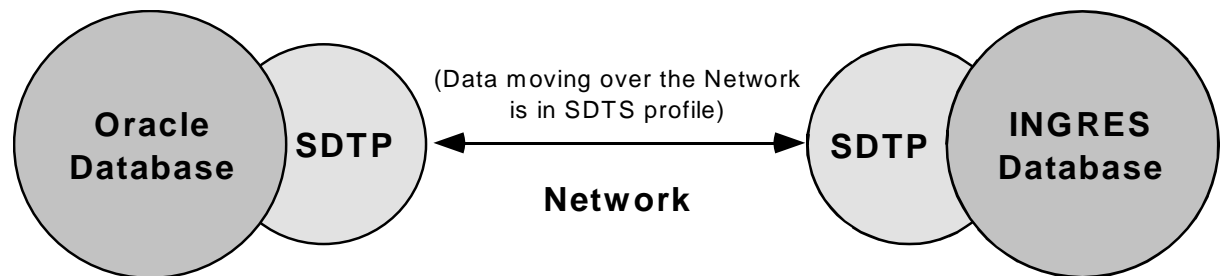 Oracle
Database
SDTP
(Data moving over the Network
is in SDTS profile)
Network
SDTP
INGRES
Database